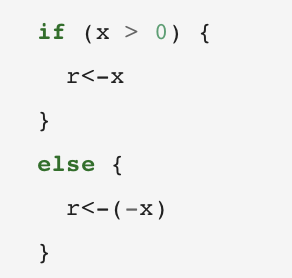 if (x > 0) {
r<-x
}
else {
r<-(-x)
}